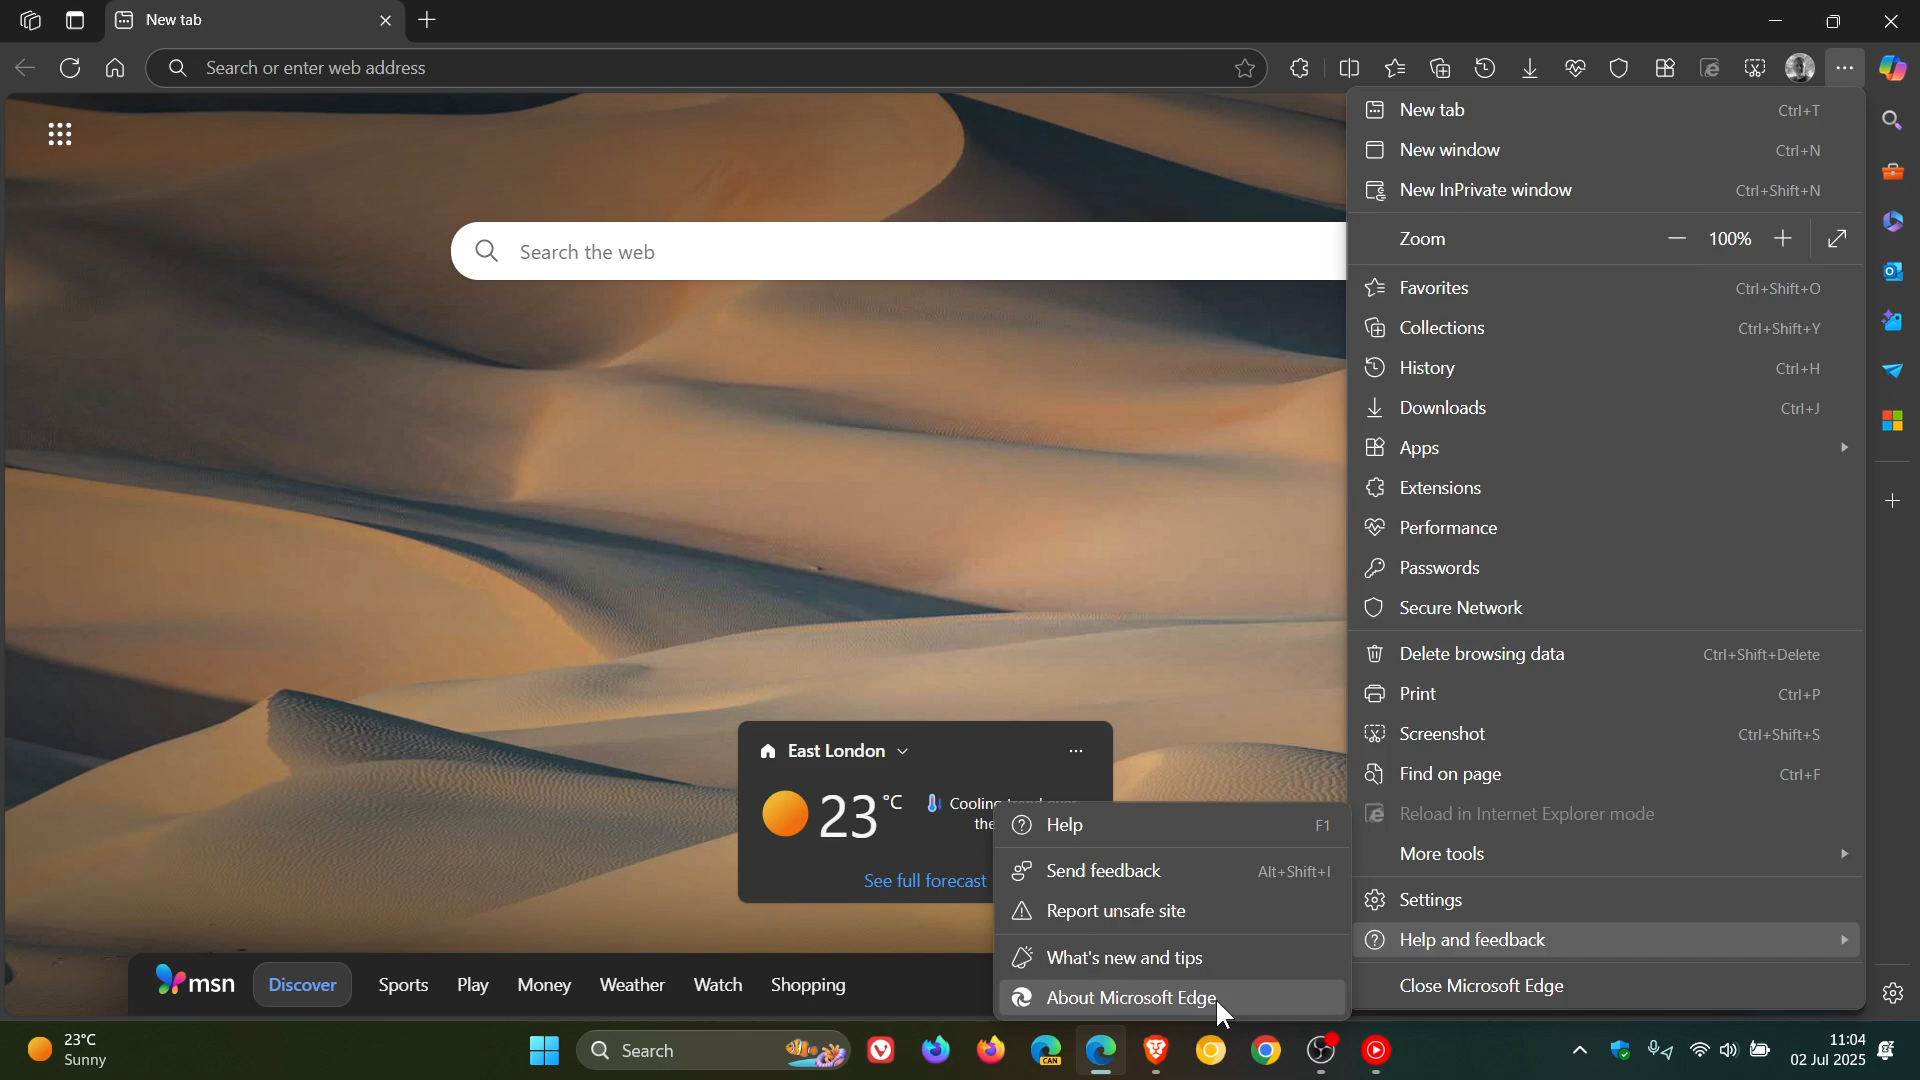 New tab
Search or enter web address
New tab Ctrl+T
New window Ctrl+N
New InPrivate window Ctrl+Shift+N
Zoom 100%
Search the web
Favorites Ctrl+Shift+O
Collections Ctrl+Shift+Y
History Ctrl+H
Downloads Ctrl+J
Apps
Extensions
Performance
Passwords
Secure Network
Delete browsing data Ctrl+Shift+Delete
Print Ctrl+P
Screenshot Ctrl+Shift+S
Find on page Ctrl+F
Reload in Internet Explorer mode
More tools
Settings
Help and feedback
Close Microsoft Edge
East London
23 °C
Cooling
the
See full forecast
Help F1
Send feedback Alt+Shift+I
Report unsafe site
What's new and tips
About Microsoft Edge
msn Discover Sports Play Money Weather Watch Shopping
23°C
Sunny
Search
CAN
11:04
02 Jul 2025